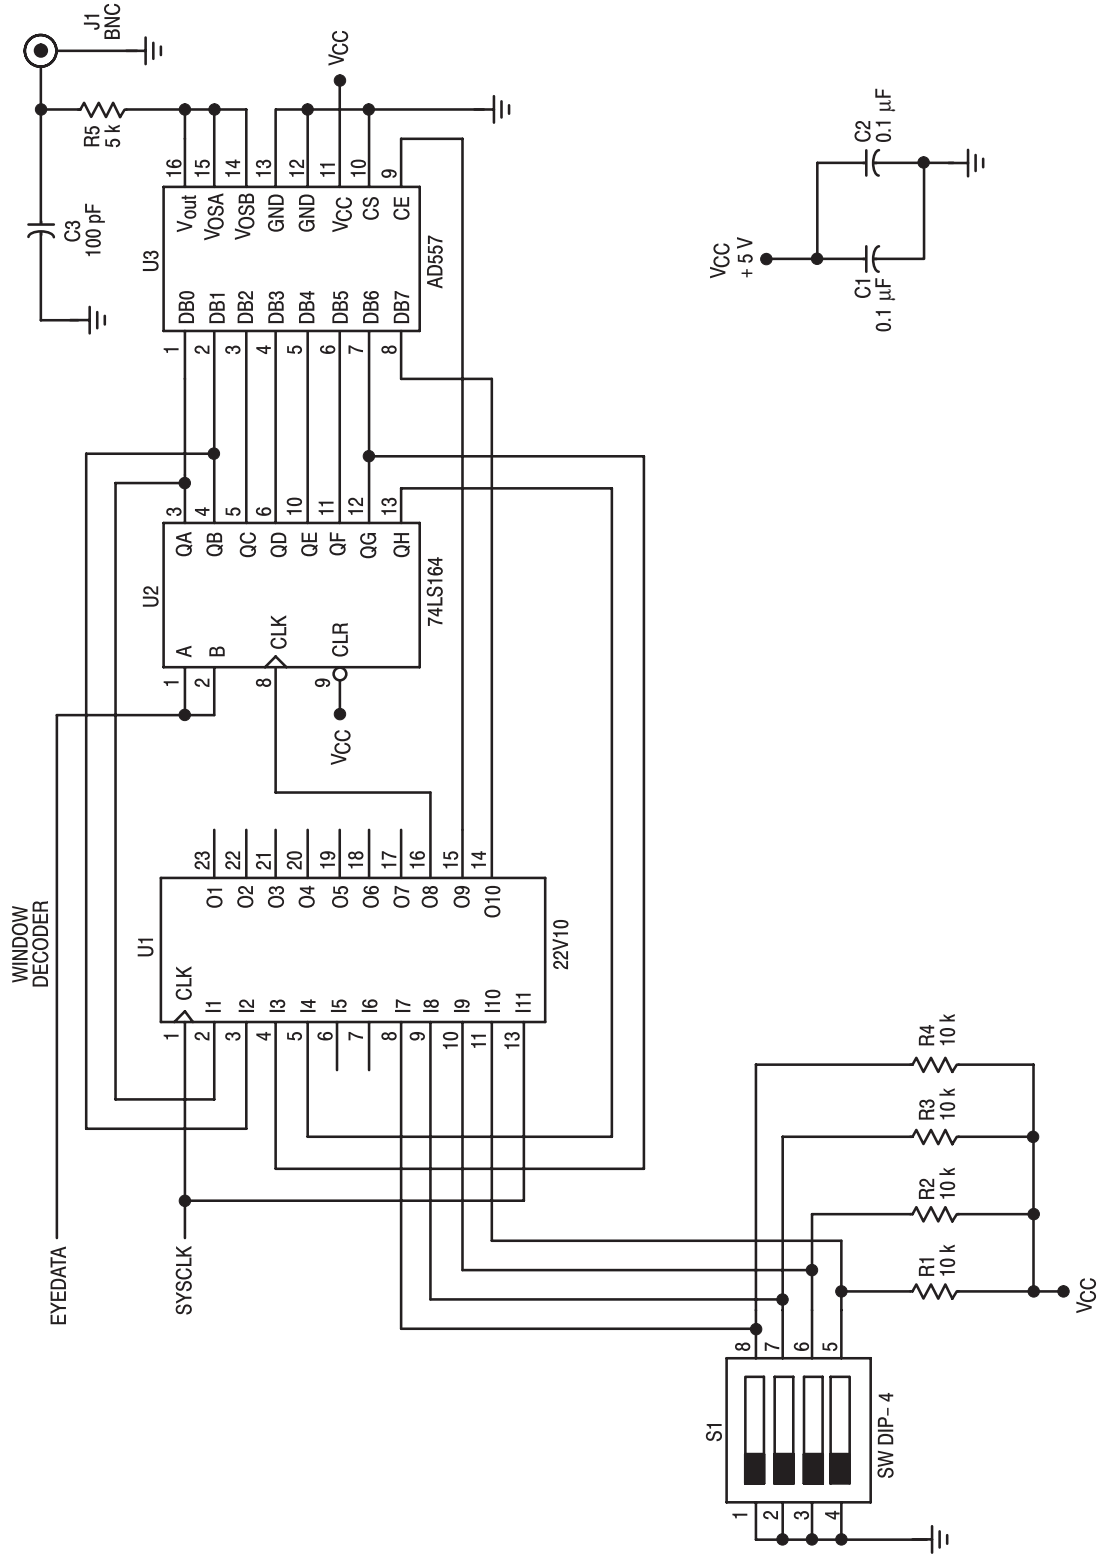 J1
BNC
R5
5 k
C3
100 pF
VCC
16
15
14
13
12
11
10
9
Vout
VOSA
VOSB
GND
GND
VCC
CS
CE
U3
AD557
DB0
DB1
DB2
DB3
DB4
DB5
DB6
DB7
1
2
3
4
5
6
7
8
VCC
+ 5 V
C1
0.1 µF
C2
0.1 µF
3
4
5
6
10
11
12
13
QA
QB
QC
QD
QE
QF
QG
QH
U2
74LS164
A
B
CLK
CLR
1
2
8
9
VCC
WINDOW
DECODER
23
22
21
20
19
18
17
16
15
14
O1
O2
O3
O4
O5
O6
O7
O8
O9
O10
U1
22V10
CLK
I1
I2
I3
I4
I5
I6
I7
I8
I9
I10
I11
1
2
3
4
5
6
7
8
9
10
11
13
EYEDATA
SYSCLK
R4
10 k
R3
10 k
R2
10 k
R1
10 k
VCC
8
7
6
5
S1
SW DIP– 4
1
2
3
4